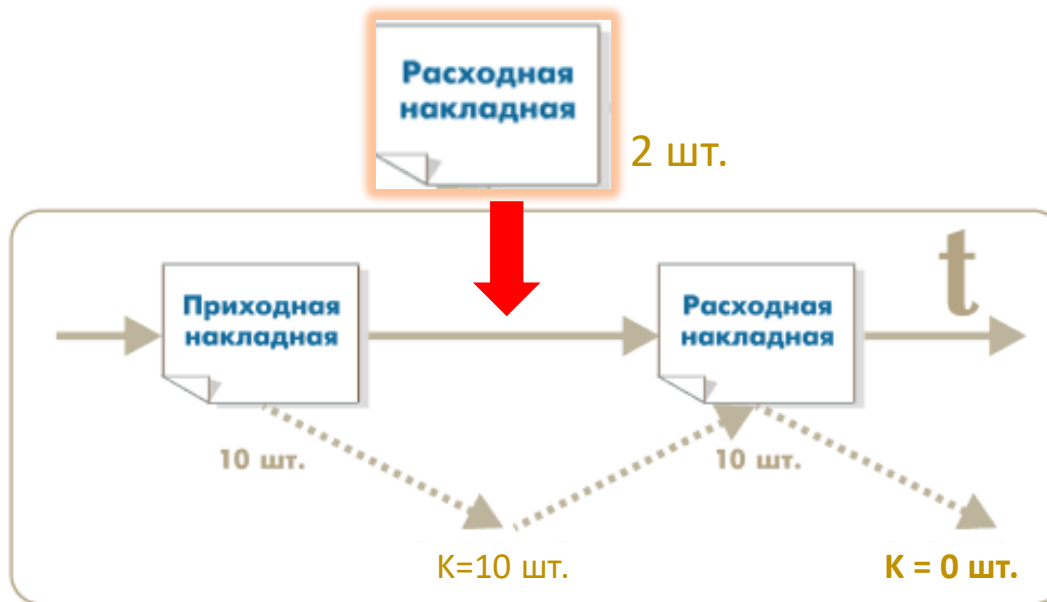 Расходная
накладная
2 шт.
t
Приходная
накладная
Расходная
накладная
10 шт.
10 шт.
K=10 шт.
K = 0 шт.